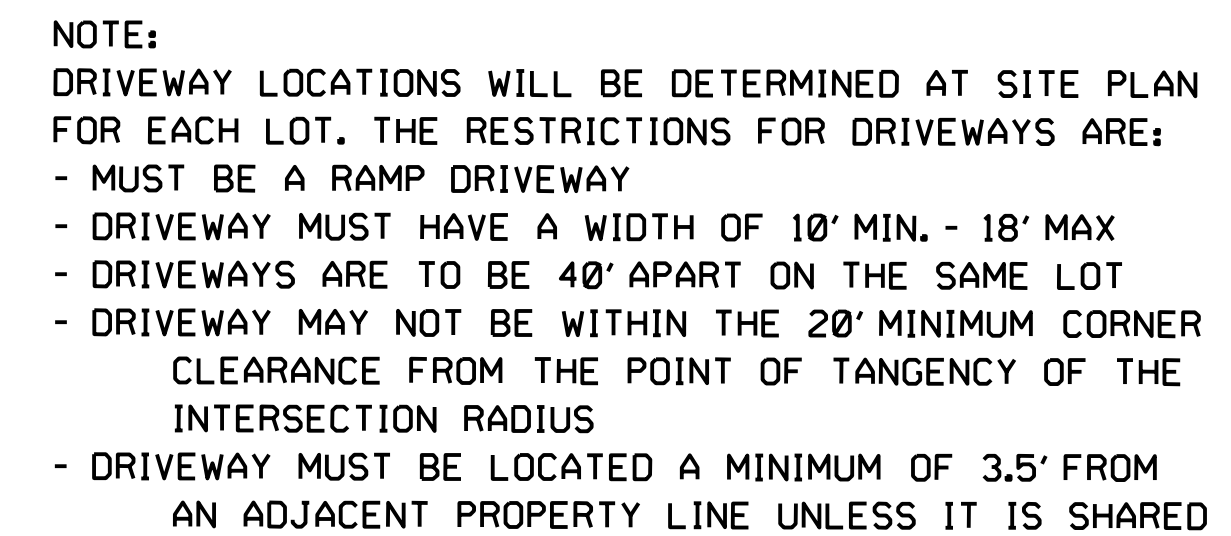 NOTE:
DRIVEWAY LOCATIONS WILL BE DETERMINED AT SITE PLAN
FOR EACH LOT. THE RESTRICTIONS FOR DRIVEWAYS ARE:
- MUST BE A RAMP DRIVEWAY
- DRIVEWAY MUST HAVE A WIDTH OF 10' MIN. - 18' MAX
- DRIVEWAYS ARE TO BE 40' APART ON THE SAME LOT
- DRIVEWAY MAY NOT BE WITHIN THE 20' MINIMUM CORNER
CLEARANCE FROM THE POINT OF TANGENCY OF THE
INTERSECTION RADIUS
- DRIVEWAY MUST BE LOCATED A MINIMUM OF 3.5' FROM
AN ADJACENT PROPERTY LINE UNLESS IT IS SHARED